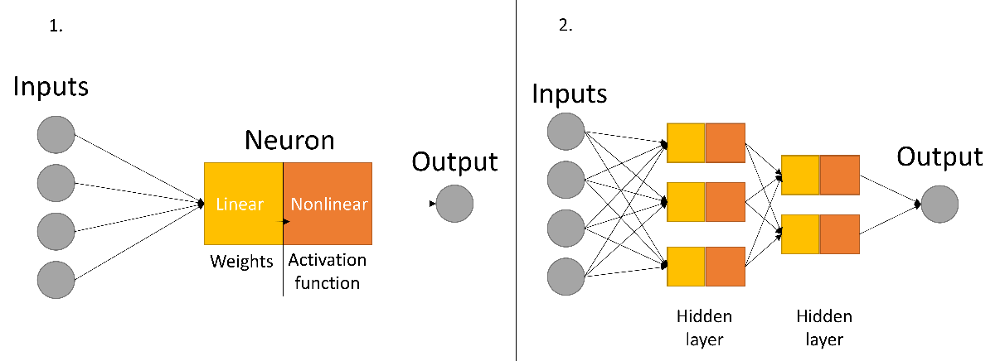 1.
Inputs
Neuron
Linear
Nonlinear
Weights
Activation
function
Output
2.
Inputs
Output
Hidden
layer
Hidden
layer